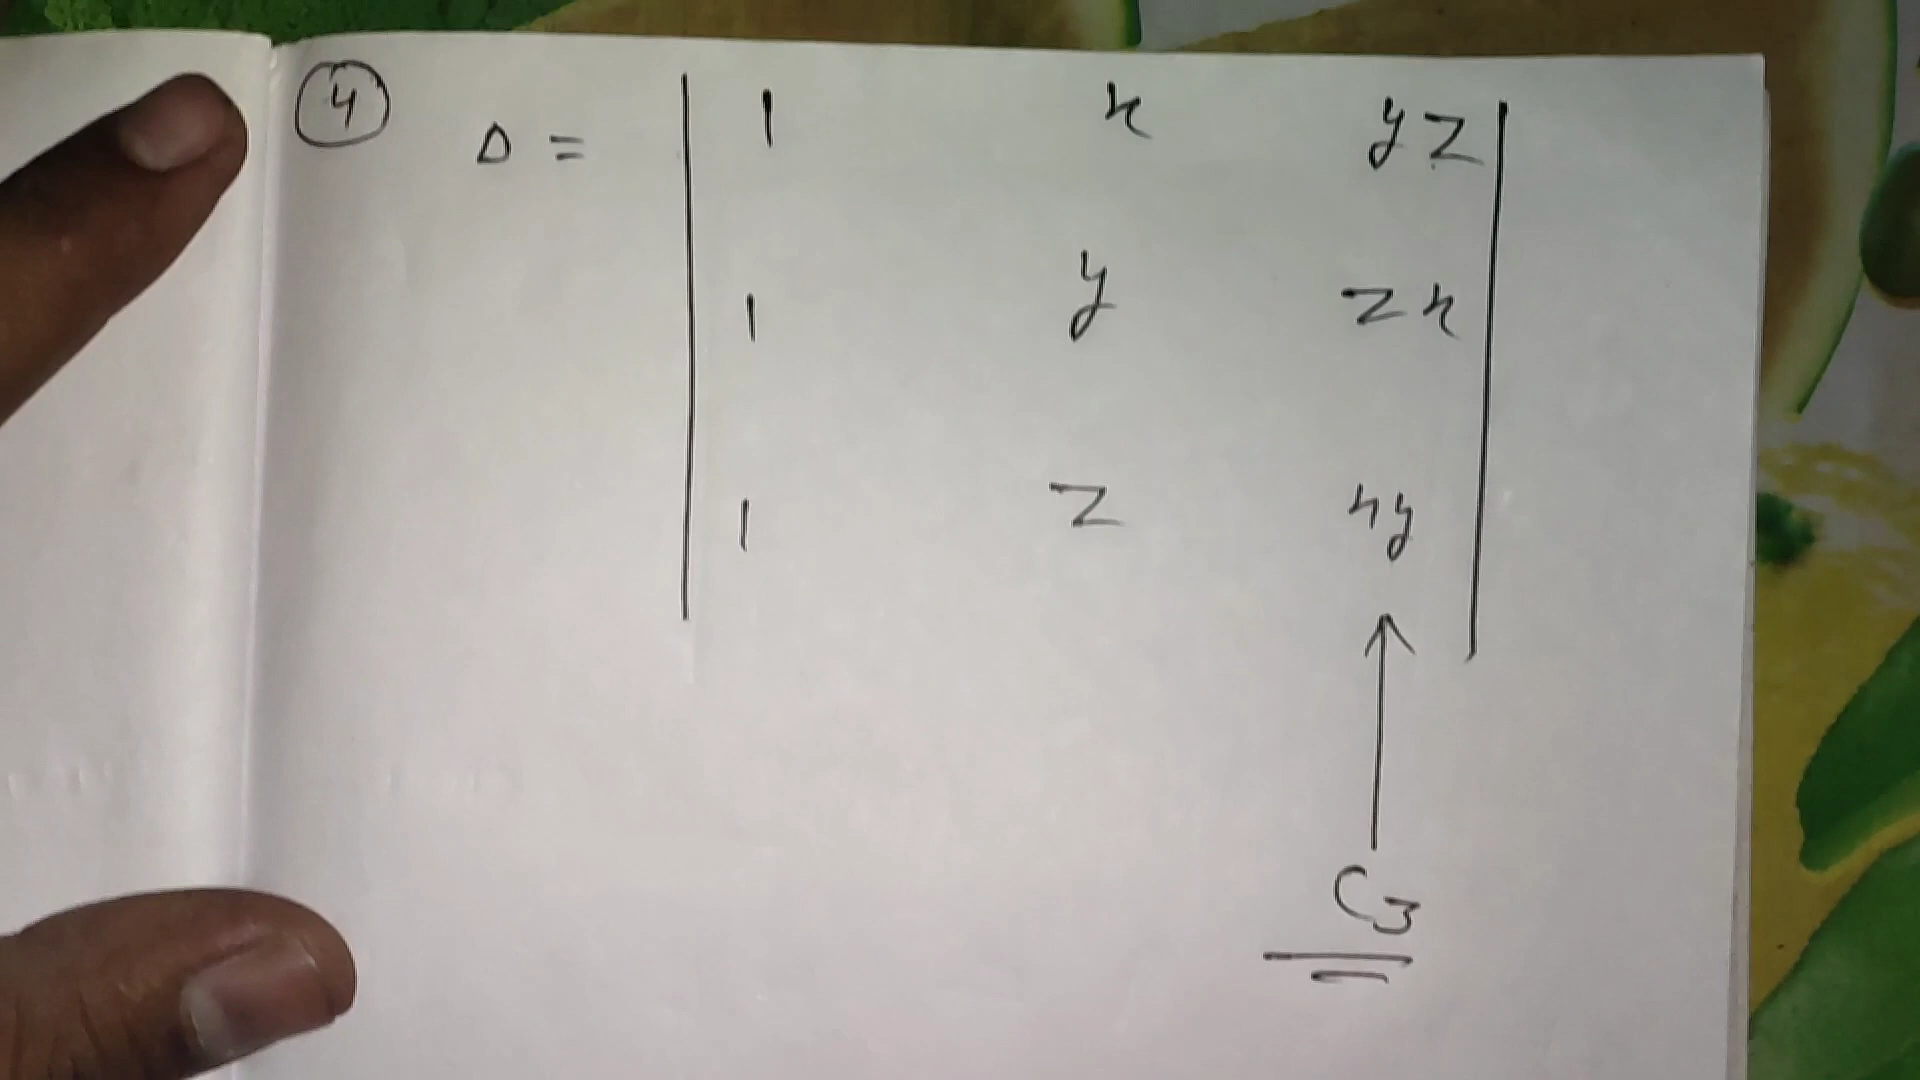 4 Δ = | 1 x yz |
1 y zx
1 z xy
C3